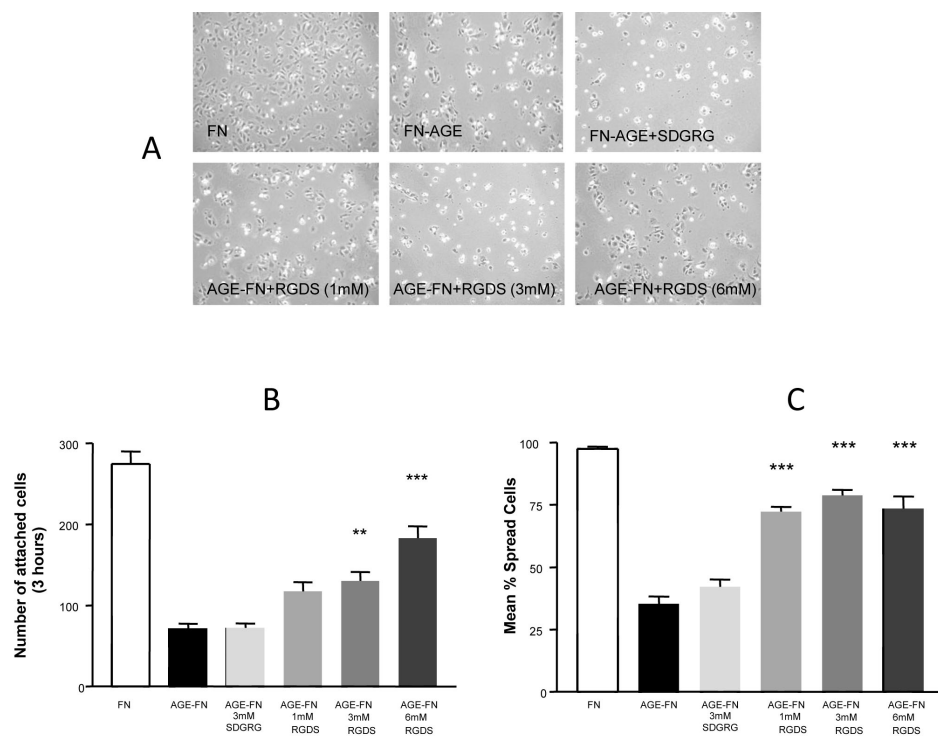 FN
FN-AGE
FN-AGE+SDGRG
A
AGE-FN+RGDS (1mM)
AGE-FN+RGDS (3mM)
AGE-FN+RGDS (6mM)
B
Number of attached cells
(3 hours)
300
200
100
0
**
***
FN
AGE-FN
AGE-FN
3mM
SDGRG
AGE-FN
1mM
RGDS
AGE-FN
3mM
RGDS
AGE-FN
6mM
RGDS
C
Mean % Spread Cells
100
75
50
25
0
***
***
***
FN
AGE-FN
AGE-FN
3mM
SDGRG
AGE-FN
1mM
RGDS
AGE-FN
3mM
RGDS
AGE-FN
6mM
RGDS